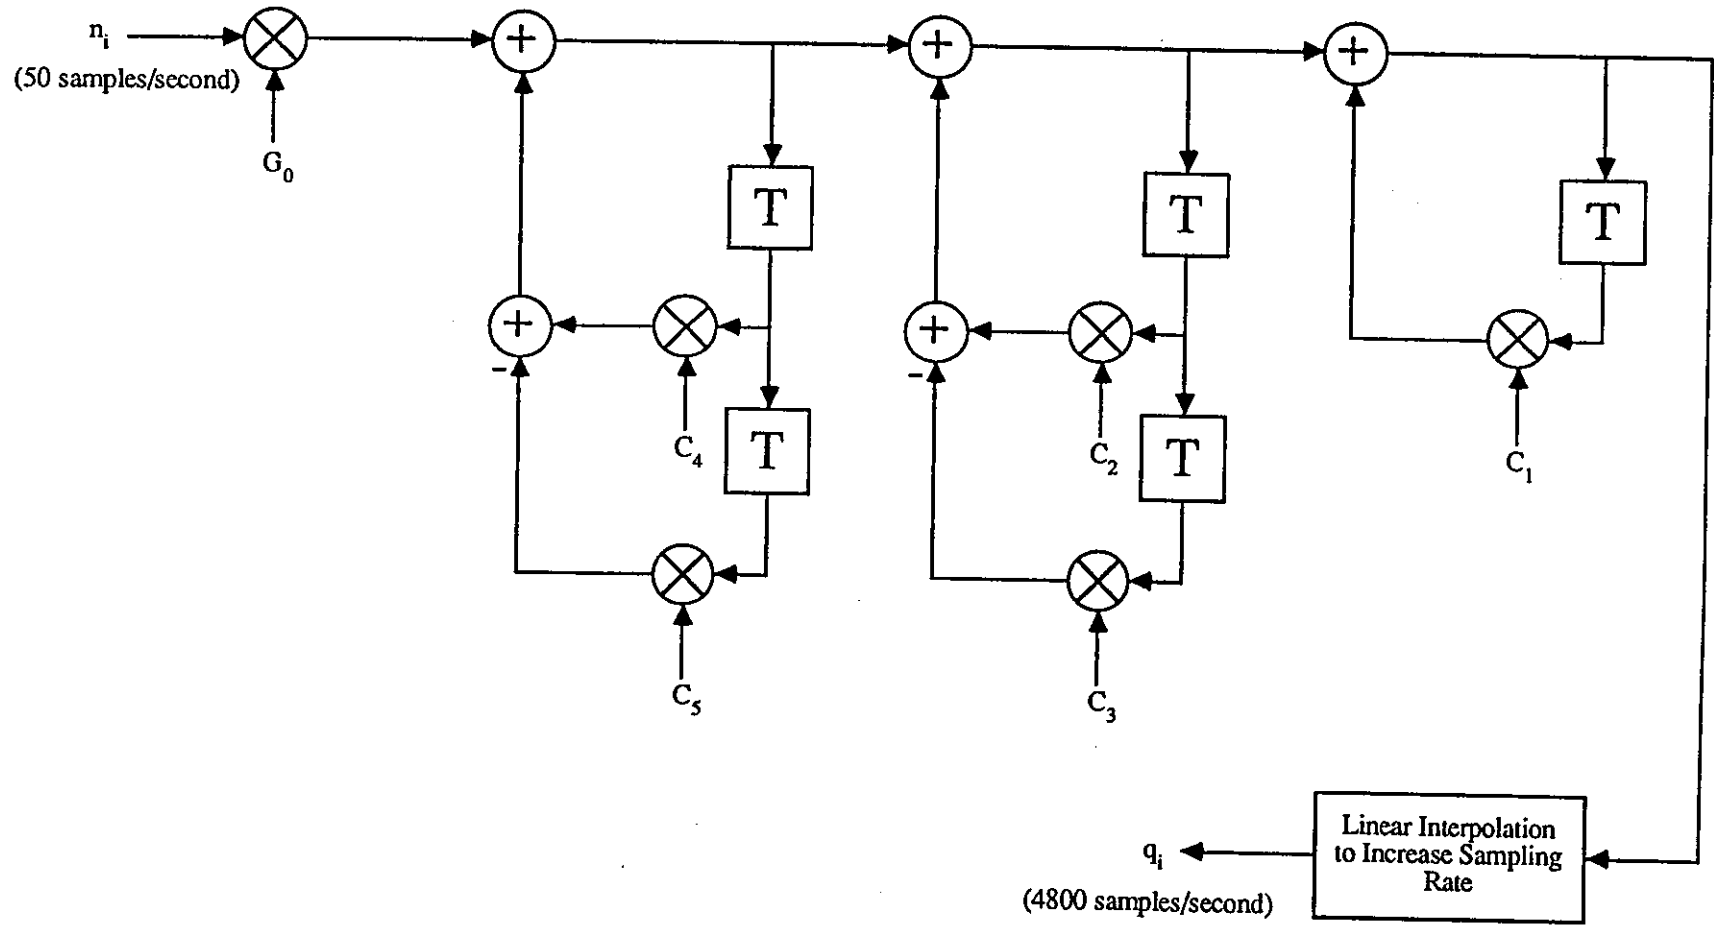 n_i
(50 samples/second)
G_0
+
+
+
T
T
T
+
C_4
-
T
+
C_2
-
T
C_1
C_5
C_3
Linear Interpolation
to Increase Sampling
Rate
q_i
(4800 samples/second)